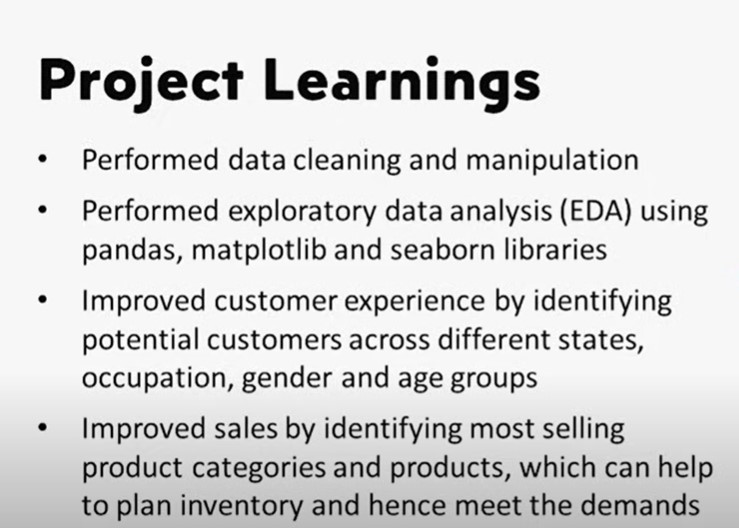 Project Learnings
• Performed data cleaning and manipulation
• Performed exploratory data analysis (EDA) using
pandas, matplotlib and seaborn libraries
• Improved customer experience by identifying
potential customers across different states,
occupation, gender and age groups
• Improved sales by identifying most selling
product categories and products, which can help
to plan inventory and hence meet the demands